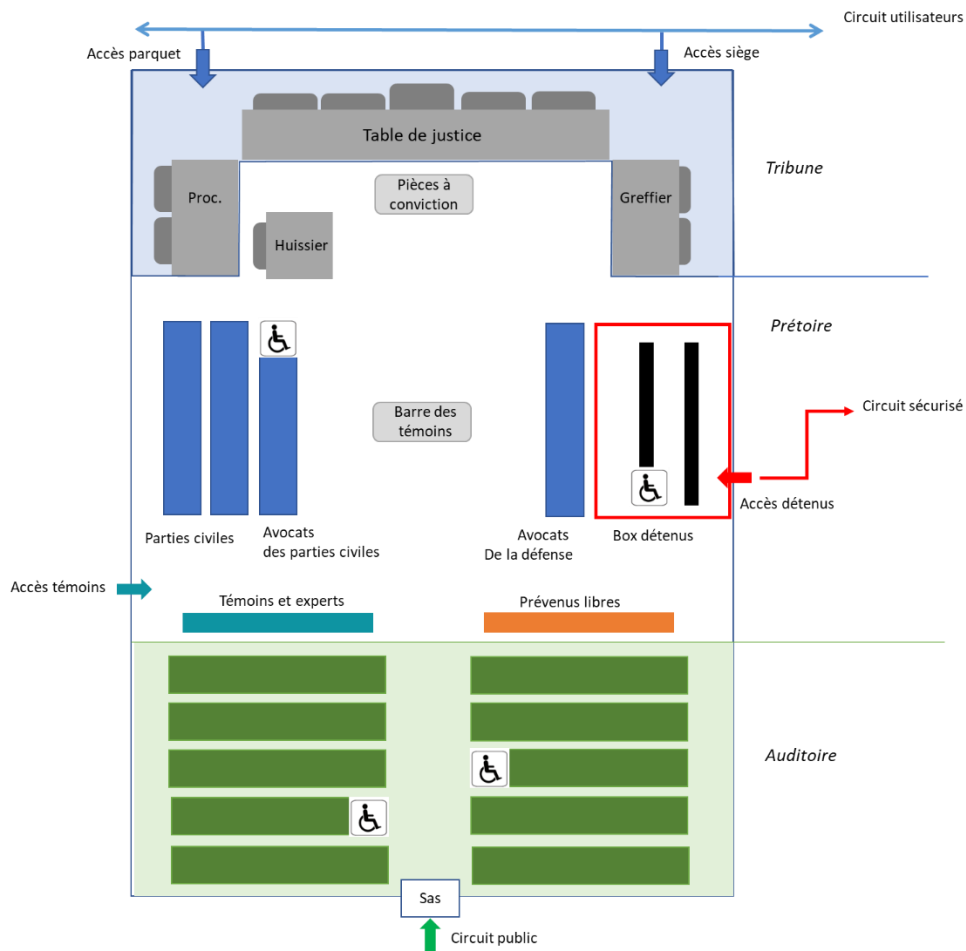 Circuit utilisateurs
Accès parquet
Accès siège
Table de justice
Tribune
Pièces à
conviction
Proc.
Greffier
Huissier
Prétoire
Barre des
témoins
Circuit sécurisé
Accès détenus
Parties civiles
Avocats
des parties civiles
Avocats
De la défense
Box détenus
Accès témoins
Témoins et experts
Prévenus libres
Auditoire
Sas
Circuit public